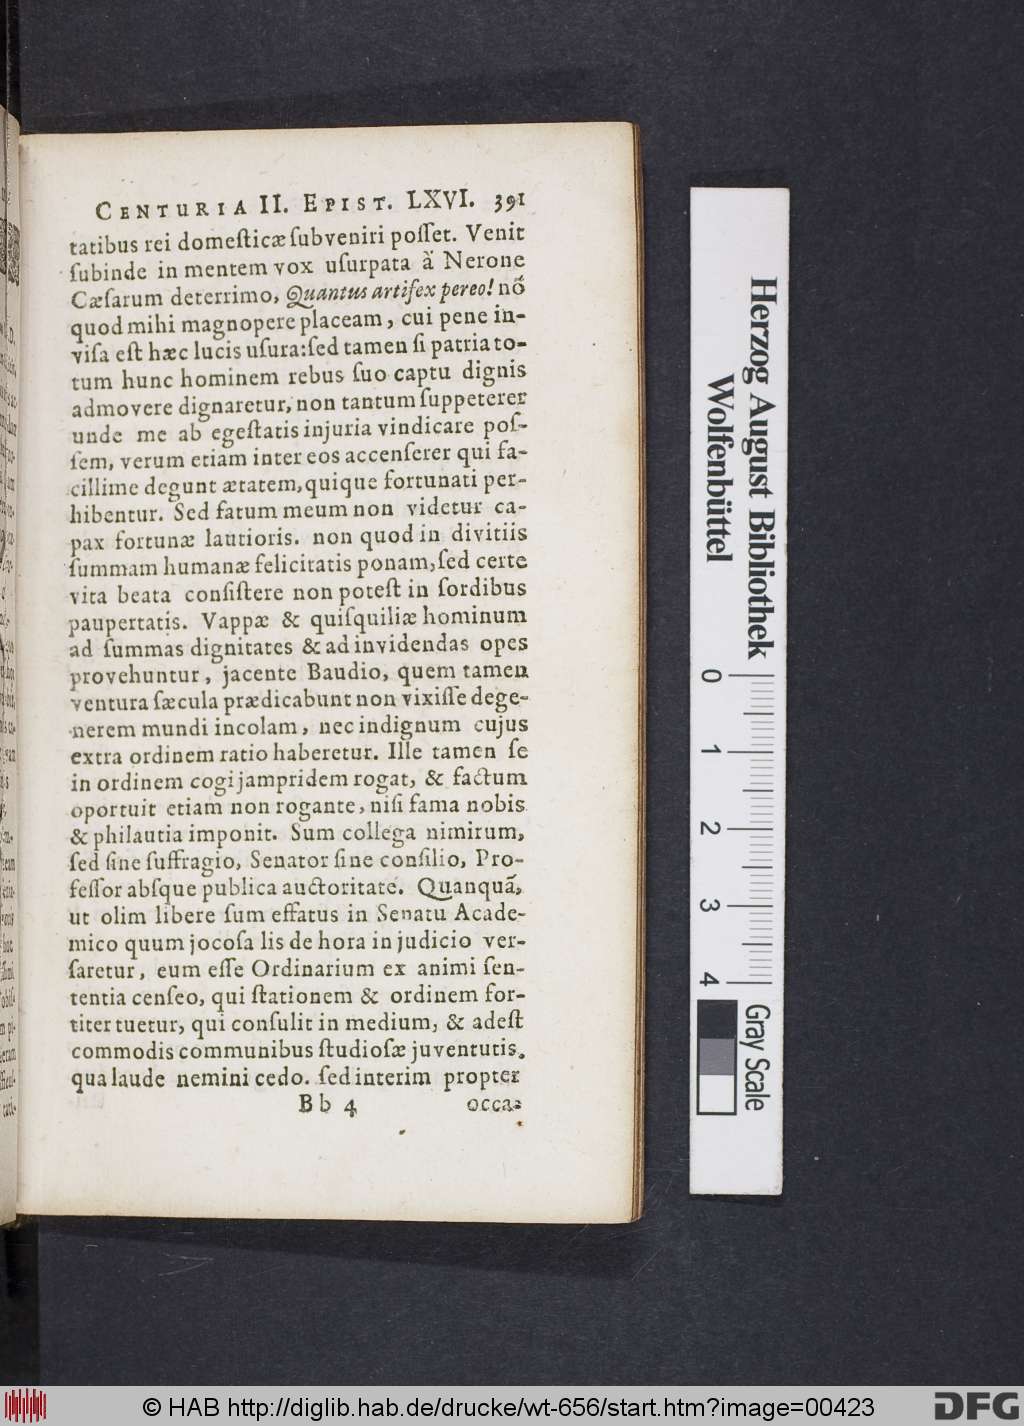 CENTURIA II. EPIST. LXVI. 391
tatibus rei domeſticæ ſubveniri poſſet. Venit
ſubinde in mentem vox uſurpata à Nerone
Cæſarum deterrimo, Quantus artifex pereo! nõ
quod mihi magnopere placeam, cui pene in-
viſa eſt hæc lucis uſura: ſed tamen ſi patria to-
tum hunc hominem rebus ſuo captu dignis
admovere dignaretur, non tantum ſuppeteret
unde me ab egeſtatis injuria vindicare poſ-
ſem, verum etiam inter eos accenſerer qui fa-
cillime degunt ætatem, quique fortunati per-
hibentur. Sed fatum meum non videtur ca-
pax fortunæ lautioris. non quod in divitiis
ſummam humanæ felicitatis ponam, ſed certe
vita beata conſiſtere non poteſt in ſordibus
paupertatis. Vappæ & quiſquiliæ hominum
ad ſummas dignitates & ad invidendas opes
provehuntur, jacente Baudio, quem tamen
ventura ſæcula prædicabunt non vixiſſe dege-
nerem mundi incolam, nec indignum cujus
extra ordinem ratio haberetur. Ille tamen ſe
in ordinem cogi jampridem rogat, & factum
oportuit etiam non rogante, niſi fama nobis
& philautia imponit. Sum collega nimirum,
ſed ſine ſuffragio, Senator ſine conſilio, Pro-
feſſor abſque publica auctoritate. Quanquã,
ut olim libere ſum effatus in Senatu Acade-
mico quum jocoſa lis de hora in judicio ver-
ſaretur, eum eſſe Ordinarium ex animi ſen-
tentia cenſeo, qui ſtationem & ordinem for-
titer tuetur, qui conſulit in medium, & adeſt
commodis communibus ſtudioſæ juventutis,
qua laude nemini cedo. ſed interim propter
Bb 4 occa-
Herzog August Bibliothek
Wolfenbüttel
0 1 2 3 4
Gray Scale
© HAB http://diglib.hab.de/drucke/wt-656/start.htm?image=00423
DFG